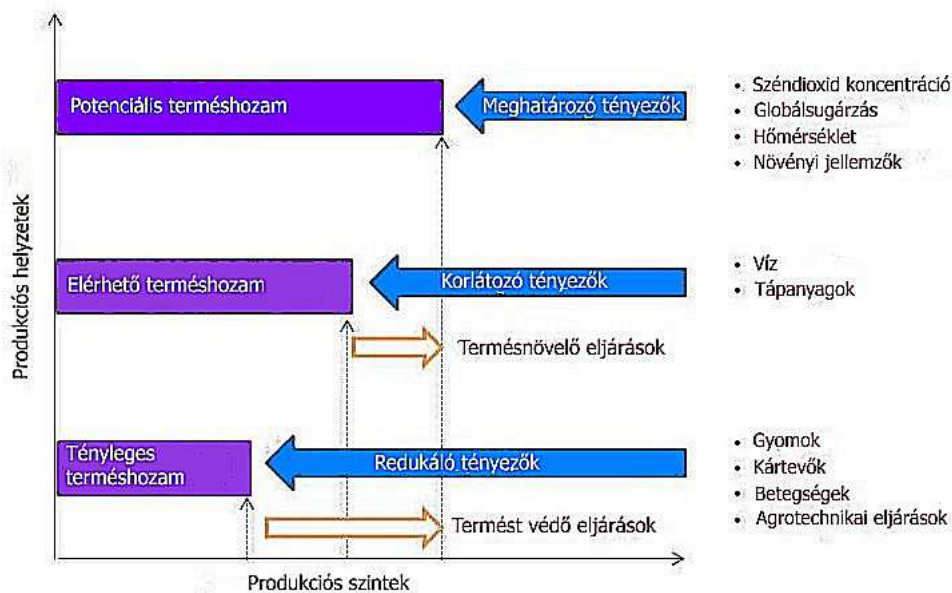 Produkciós helyzetek
Potenciális terméshozam
Meghatározó tényezők
• Széndioxid koncentráció
• Globálsugárzás
• Hőmérséklet
• Növényi jellemzők
Elérhető terméshozam
Korlátozó tényezők
• Víz
• Tápanyagok
Termésnövelő eljárások
Tényleges
terméshozam
Redukáló tényezők
• Gyomok
• Kártevők
• Betegségek
• Agrotechnikai eljárások
Termést védő eljárások
Produkciós színtek